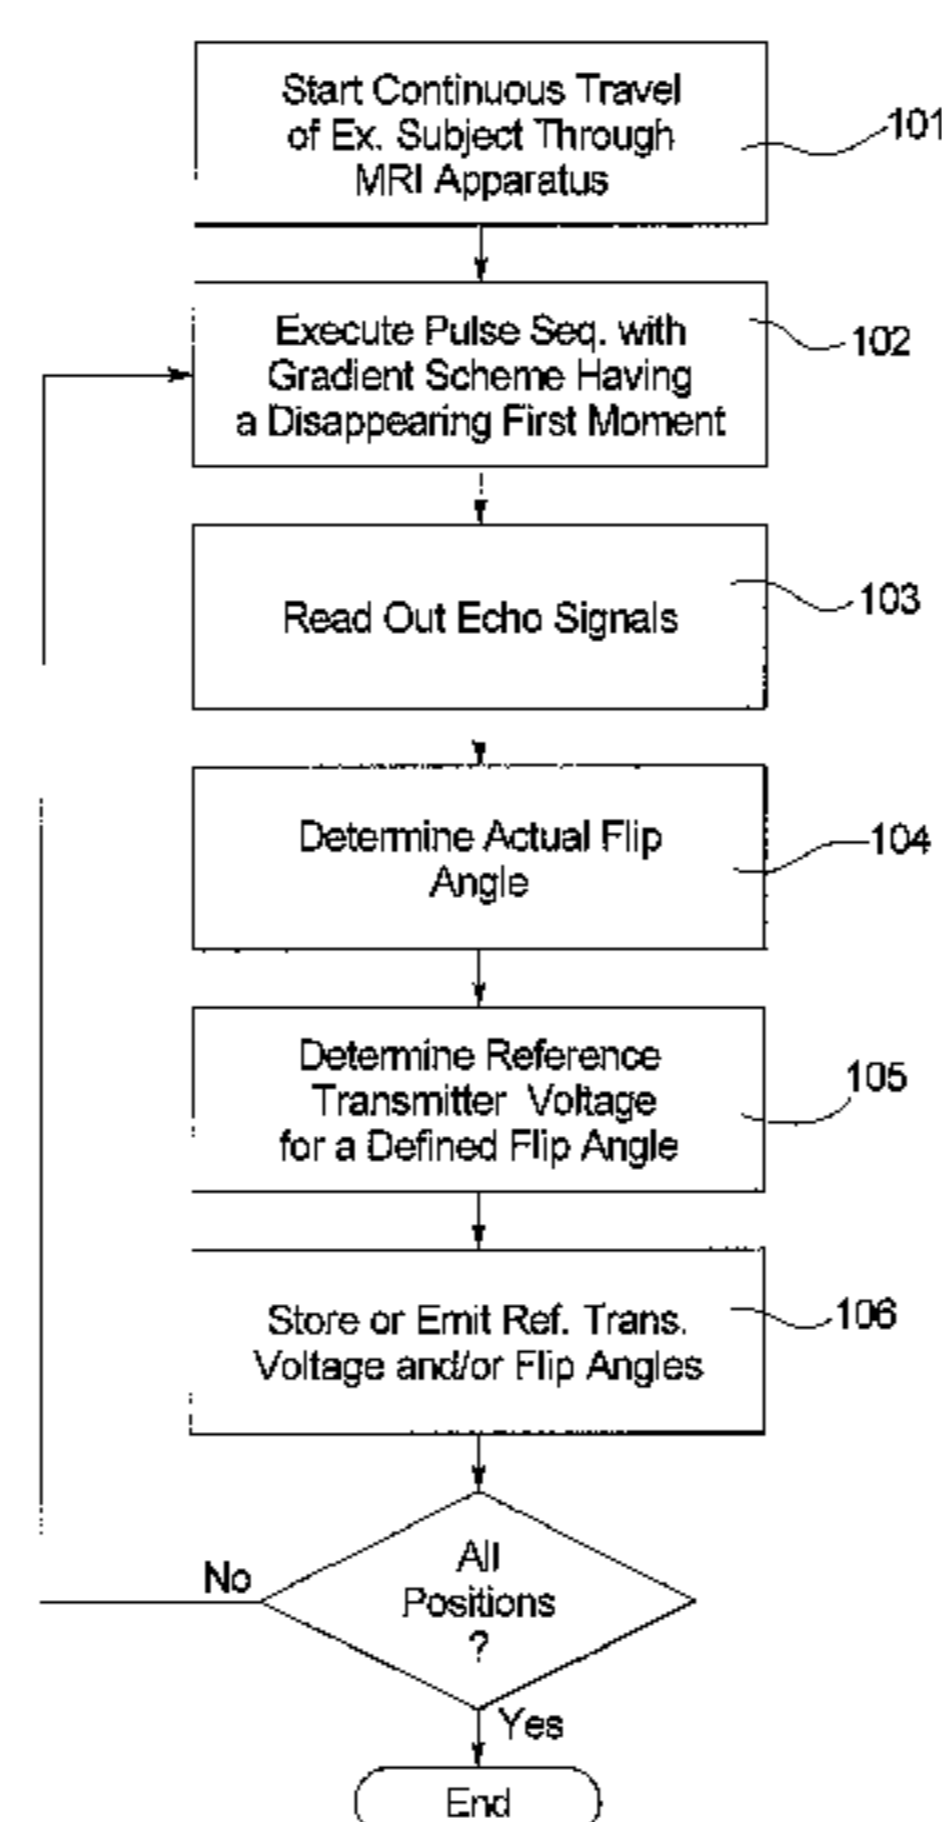 Start Continuous Travel
of Ex. Subject Through
MRI Apparatus
101
Execute Pulse Seq. with
Gradient Scheme Having
a Disappearing First Moment
102
Read Out Echo Signals
103
Determine Actual Flip
Angle
104
Determine Reference
Transmitter Voltage
for a Defined Flip Angle
105
Store or Emit Ref. Trans.
Voltage and/or Flip Angles
106
All
Positions
?
No
Yes
End